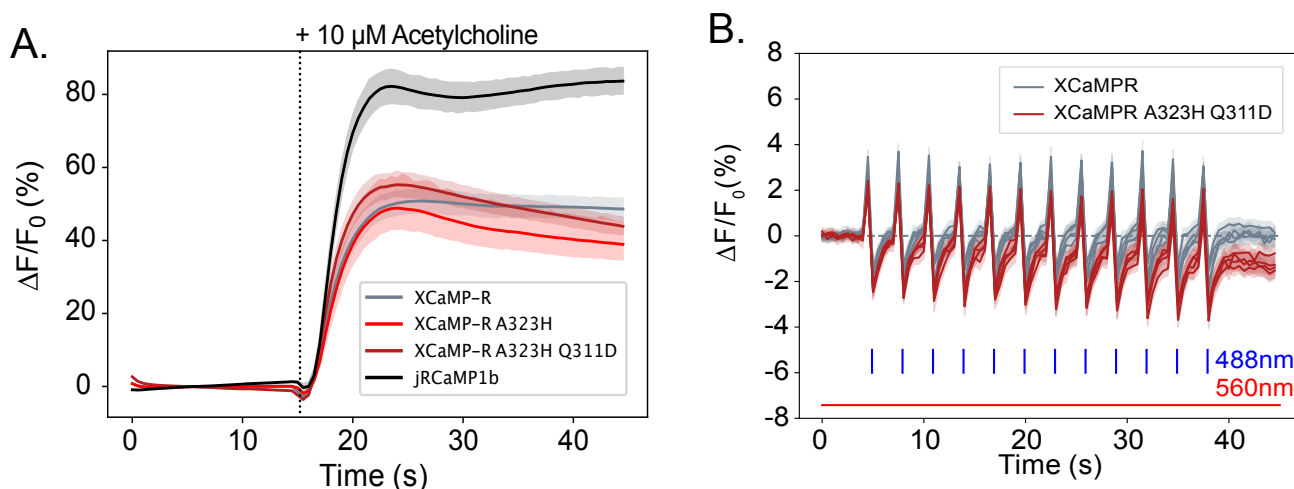 A.
+ 10 µM Acetylcholine
ΔF/F0 (%)
80
60
40
20
0
XCaMP–R
XCaMP–R A323H
XCaMP–R A323H Q311D
jRCaMP1b
0 10 20 30 40
Time (s)
B.
ΔF/F0(%)
8
6
4
2
0
-2
-4
-6
-8
XCaMPR
XCaMPR A323H Q311D
488nm
560nm
0 10 20 30 40
Time (s)